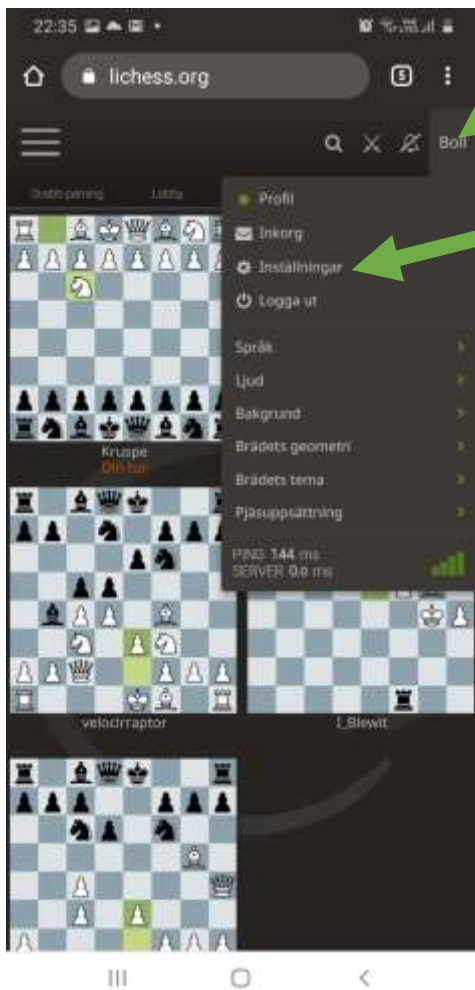 22:35
lichess.org
5
Boll
Snabb parning Lobby
Profil
Inkorg
Inställningar
Logga ut
Språk
Ljud
Bakgrund
Brädets geometri
Brädets tema
Pjäsuppsättning
PING 144 ms
SERVER 0.0 ms
Kruspe
Din tur
velocirraptor
I_Blewit